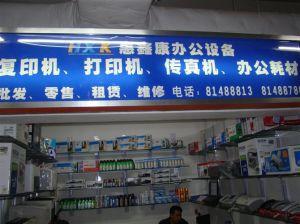 HXK 惠鑫康办公设备
复印机、打印机、传真机、办公耗材
批发、零售、租赁、维修 电话：81488813 8148878